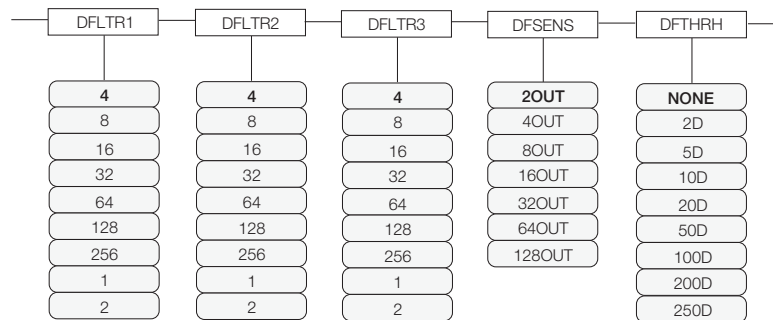 DFLTR1 DFLTR2 DFLTR3 DFSENS DFTHRH
4 4 4 2OUT NONE
8 8 8 4OUT 2D
16 16 16 8OUT 5D
32 32 32 16OUT 10D
64 64 64 32OUT 20D
128 128 128 64OUT 50D
256 256 256 128OUT 100D
1 1 1 200D
2 2 2 250D